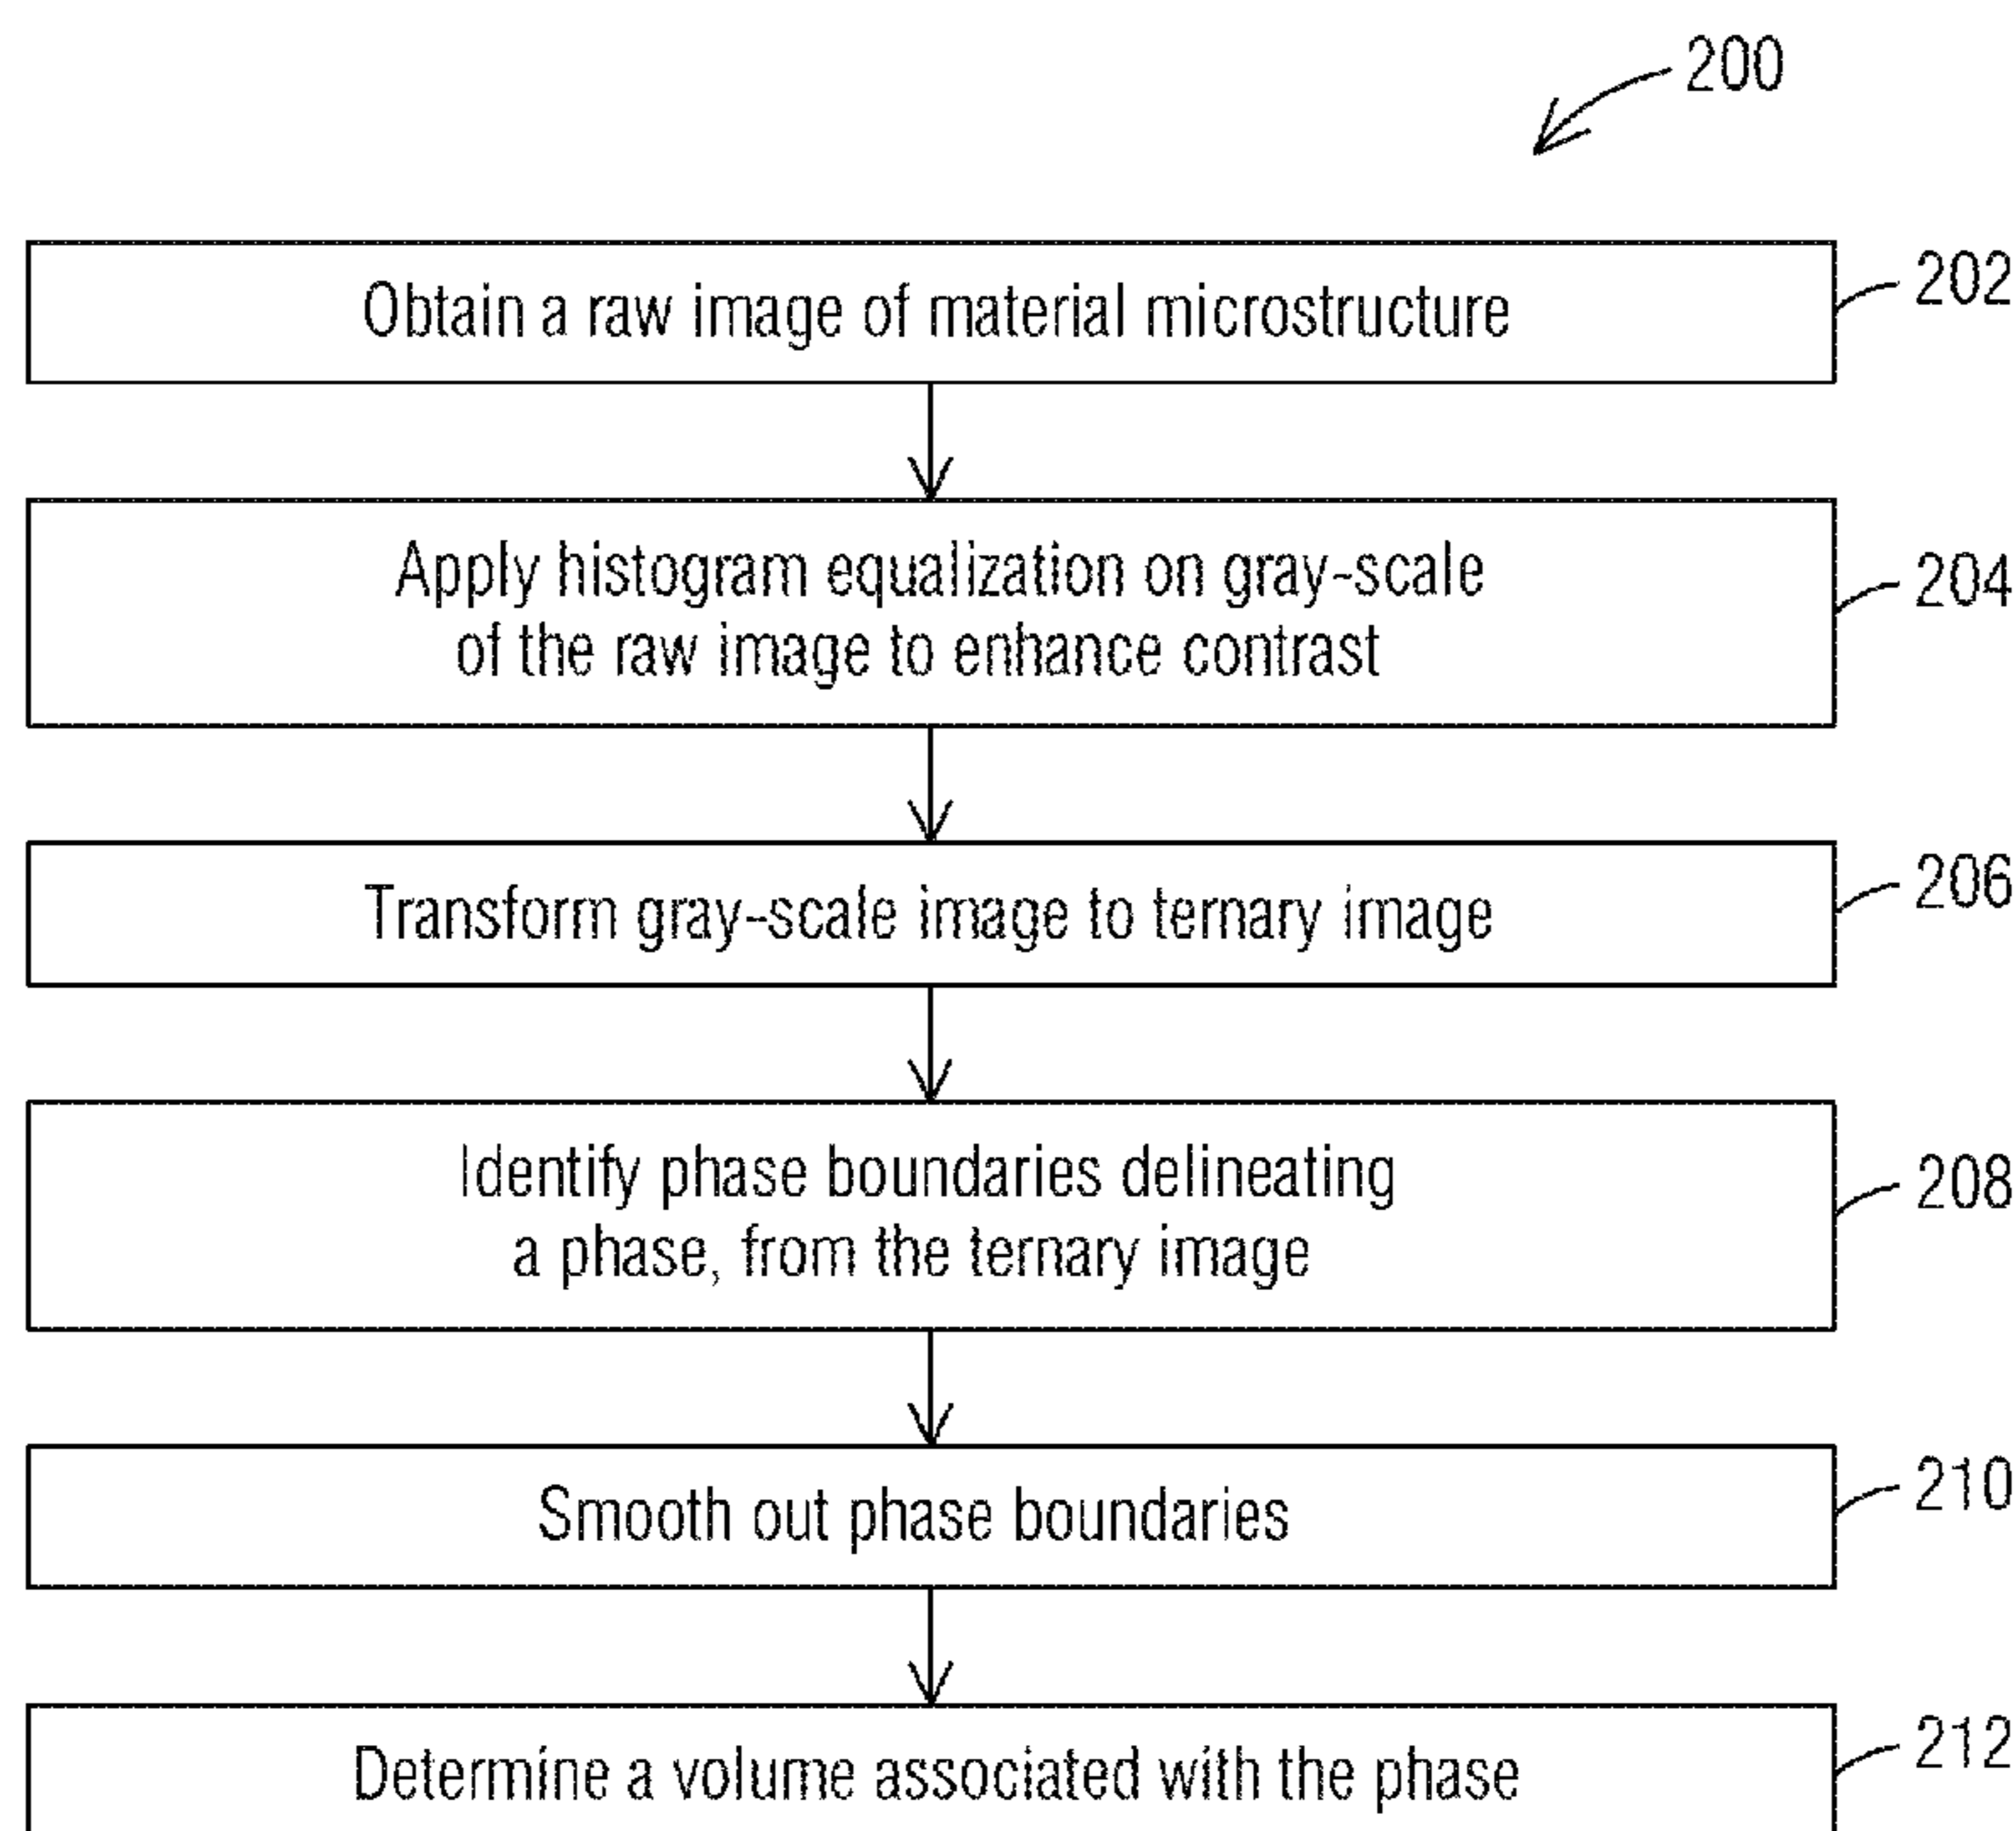 200
Obtain a raw image of material microstructure
202
Apply histogram equalization on gray-scale
of the raw image to enhance contrast
204
Transform gray-scale image to ternary image
206
Identify phase boundaries delineating
a phase, from the ternary image
208
Smooth out phase boundaries
210
Determine a volume associated with the phase
212